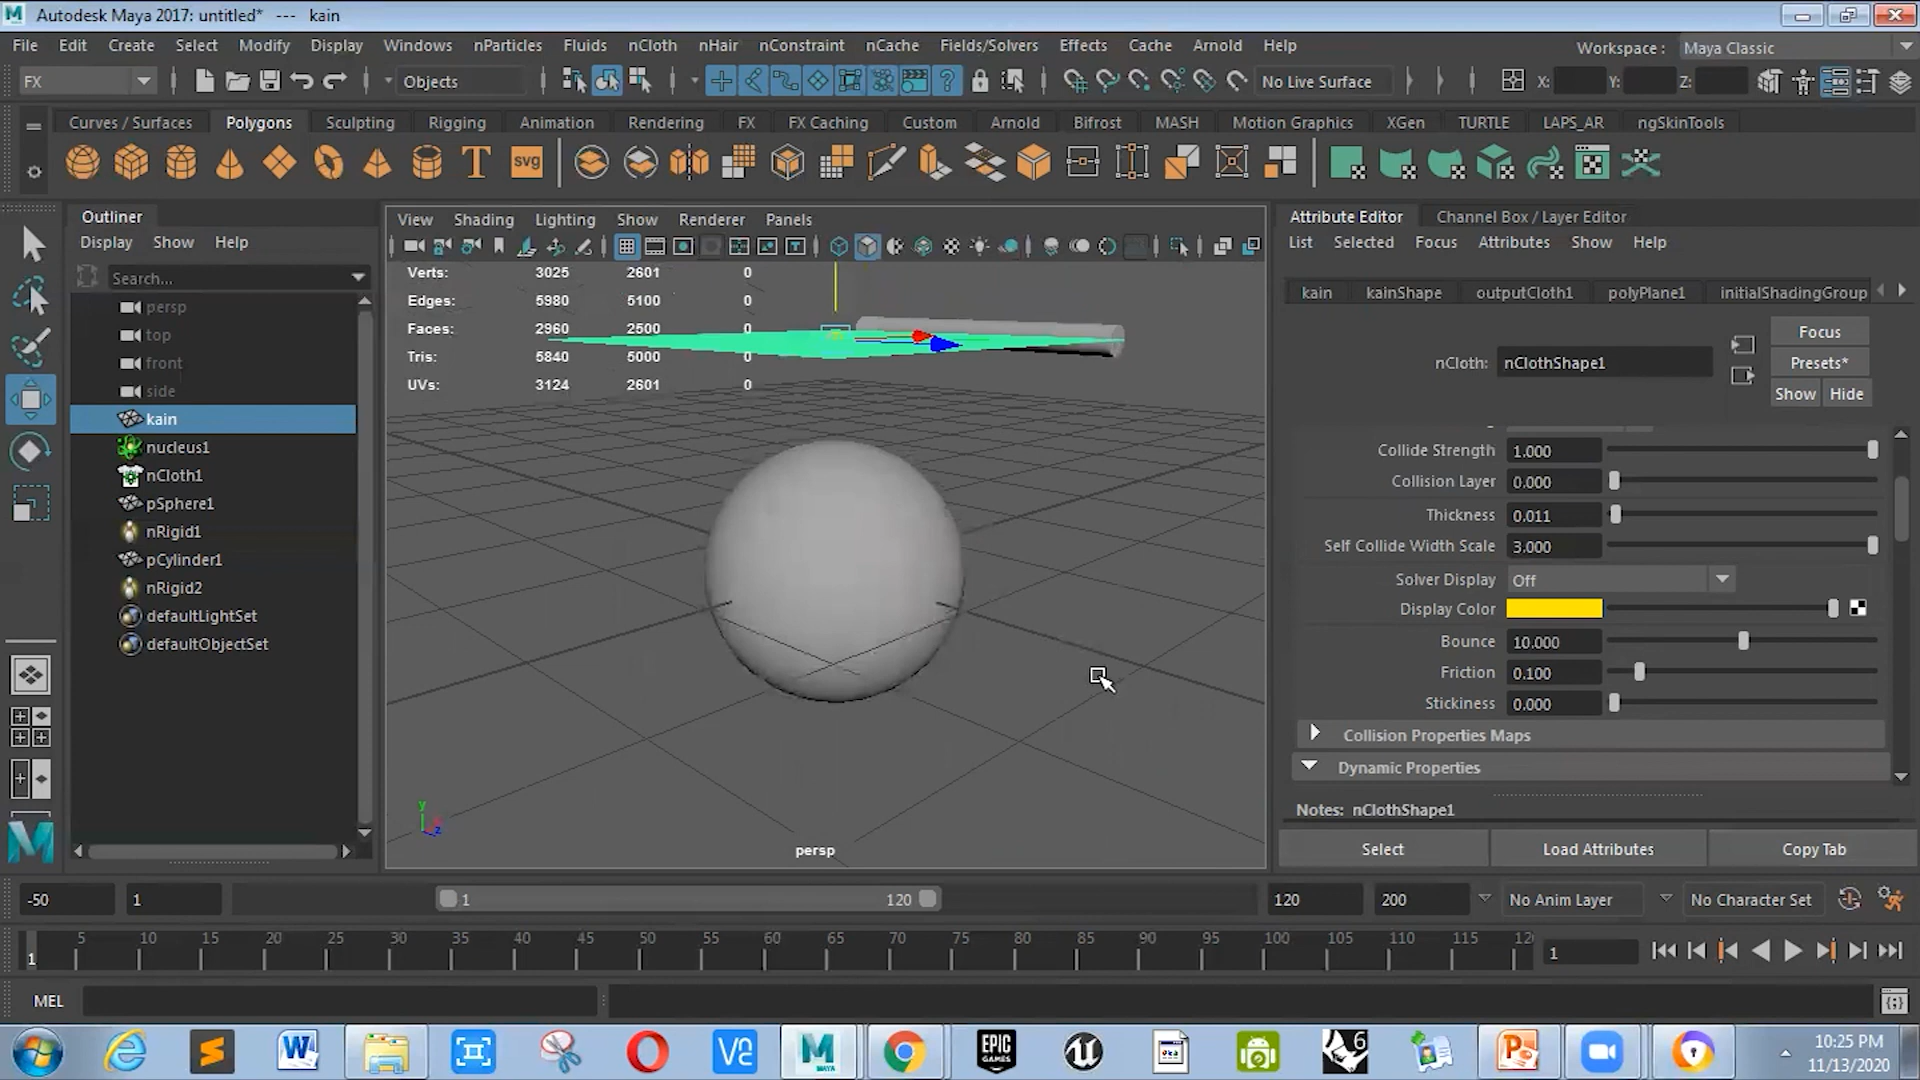 Autodesk Maya 2017: untitled* --- kain
File Edit Create Select Modify Display Windows nParticles Fluids nCloth nHair nConstraint nCache Fields/Solvers Effects Cache Arnold Help Workspace : Maya Classic
FX Objects No Live Surface X: Y: Z:
Curves / Surfaces Polygons Sculpting Rigging Animation Rendering FX FX Caching Custom Arnold Bifrost MASH Motion Graphics XGen TURTLE LAPS_AR ngSkinTools
T SVG
Outliner
Display Show Help
Search...
persp
top
front
side
kain
nucleus1
nCloth1
pSphere1
nRigid1
pCylinder1
nRigid2
defaultLightSet
defaultObjectSet
View Shading Lighting Show Renderer Panels
Verts: 3025 2601 0
Edges: 5980 5100 0
Faces: 2960 2500 0
Tris: 5840 5000 0
UVs: 3124 2601 0
y
z
persp
Attribute Editor Channel Box / Layer Editor
List Selected Focus Attributes Show Help
kain kainShape outputCloth1 polyPlane1 initialShadingGroup
Focus
nCloth: nClothShape1 Presets*
Show Hide
Collide Strength 1.000
Collision Layer 0.000
Thickness 0.011
Self Collide Width Scale 3.000
Solver Display Off
Display Color
Bounce 10.000
Friction 0.100
Stickiness 0.000
Collision Properties Maps
Dynamic Properties
Notes: nClothShape1
Select Load Attributes Copy Tab
-50 1 1 120 120 200 No Anim Layer No Character Set
5 10 15 20 25 30 35 40 45 50 55 60 65 70 75 80 85 90 95 100 105 110 115 12
1 1
MEL
EPIC GAMES
MAYA
6
10:25 PM
11/13/2020